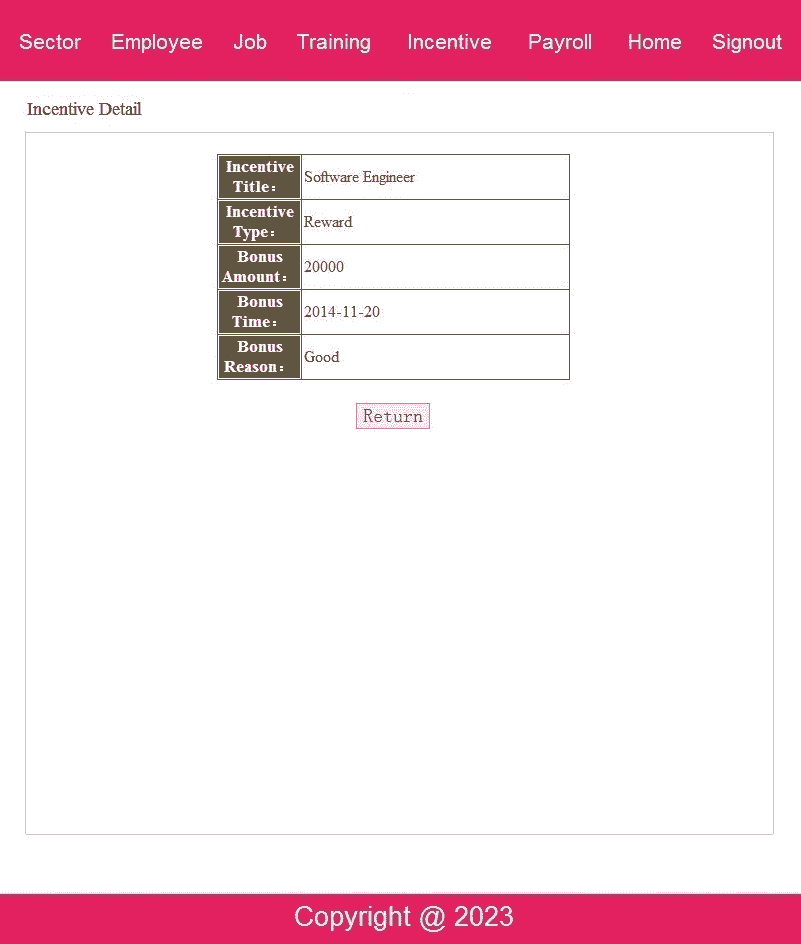 Sector Employee Job Training Incentive Payroll Home Signout
Incentive Detail
Incentive
Title：
Software Engineer
Incentive
Type：
Reward
Bonus
Amount：
20000
Bonus
Time：
2014-11-20
Bonus
Reason：
Good
Return
Copyright @ 2023